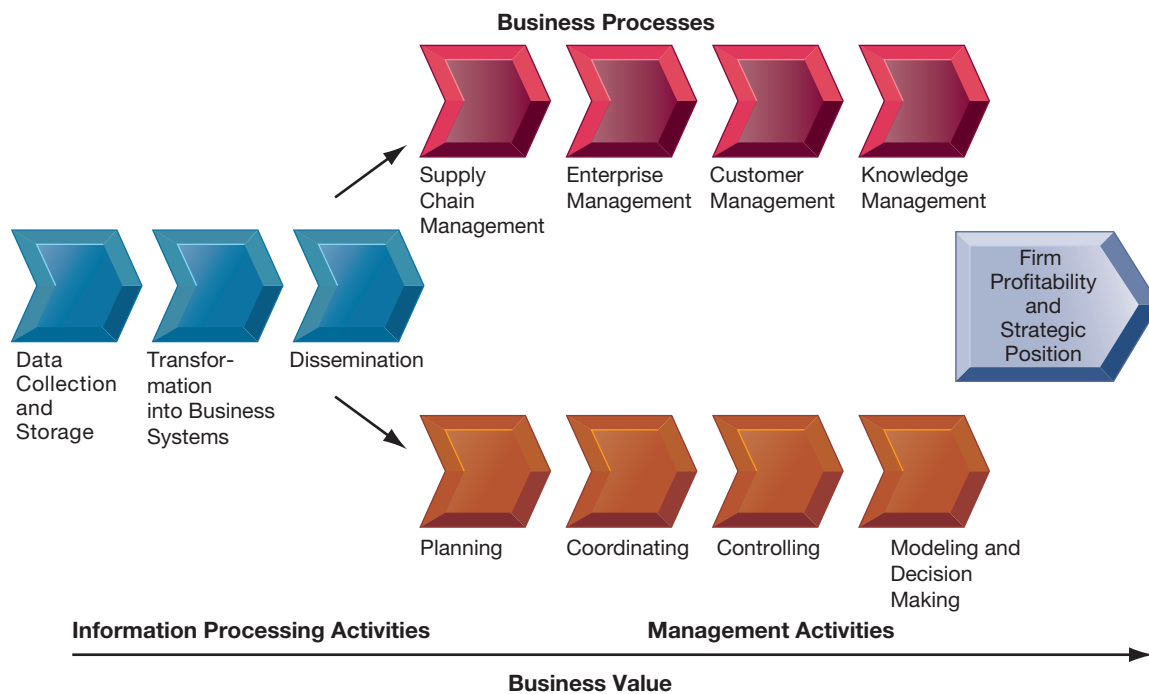 Business Processes
Supply
Chain
Management
Enterprise
Management
Customer
Management
Knowledge
Management
Data
Collection
and
Storage
Transfor-
mation
into Business
Systems
Dissemination
Firm
Profitability
and
Strategic
Position
Planning
Coordinating
Controlling
Modeling and
Decision
Making
Information Processing Activities
Management Activities
Business Value